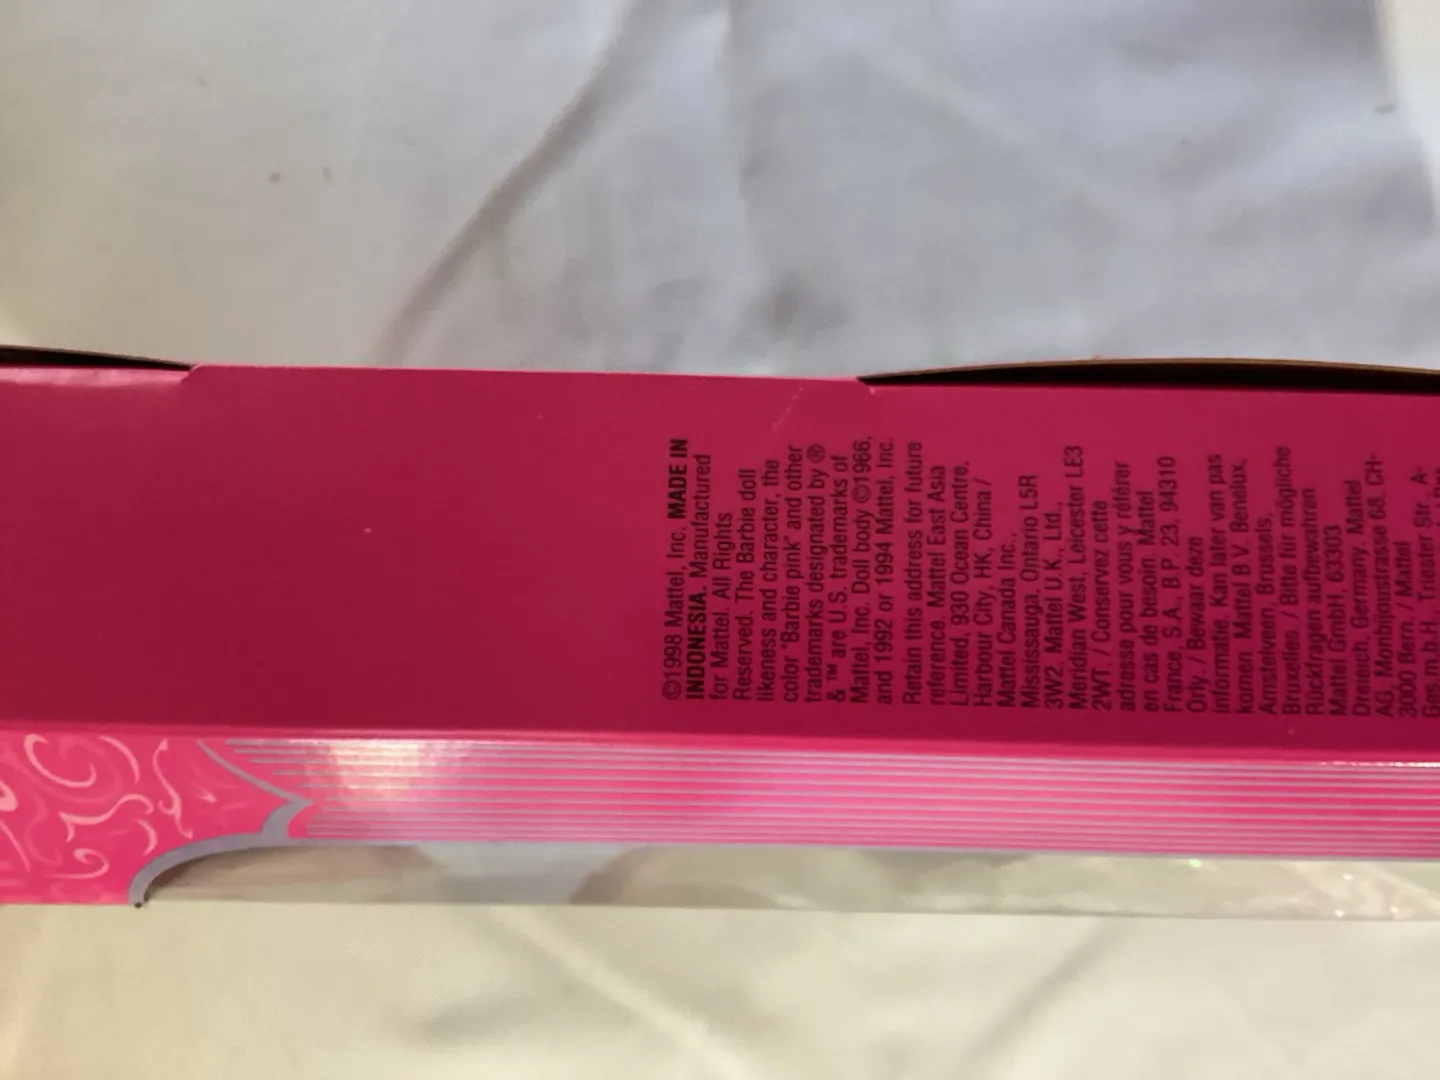 ©1998 Mattel, Inc. MADE IN
INDONESIA. Manufactured
for Mattel. All Rights
Reserved. The Barbie doll
likeness and character, the
color "Barbie pink" and other
trademarks designated by ®
& ™ are U.S. trademarks of
Mattel, Inc. Doll body ©1966,
and 1992 or 1994 Mattel, Inc.
Retain this address for future
reference. Mattel East Asia
Limited, 930 Ocean Centre,
Harbour City, HK, China /
Mattel Canada Inc.,
Mississauga, Ontario L5R
3W2. Mattel U.K., Ltd.,
Meridian West, Leicester LE3
2WT. / Conservez cette
adresse pour vous y référer
en cas de besoin. Mattel
France, S.A., B.P. 23, 94310
Orly. / Bewaar deze
informatie. Kan later van pas
komen. Mattel B.V. Benelux,
Amstelveen, Brussels,
Bruxelles. / Bitte für mögliche
Rückfragen aufbewahren.
Mattel GmbH, 63303
Dreieich, Germany. Mattel
AG, Monbijoustrasse 68, CH-
3000 Bern. / Mattel
Ges.m.b.H., Triester Str., A-